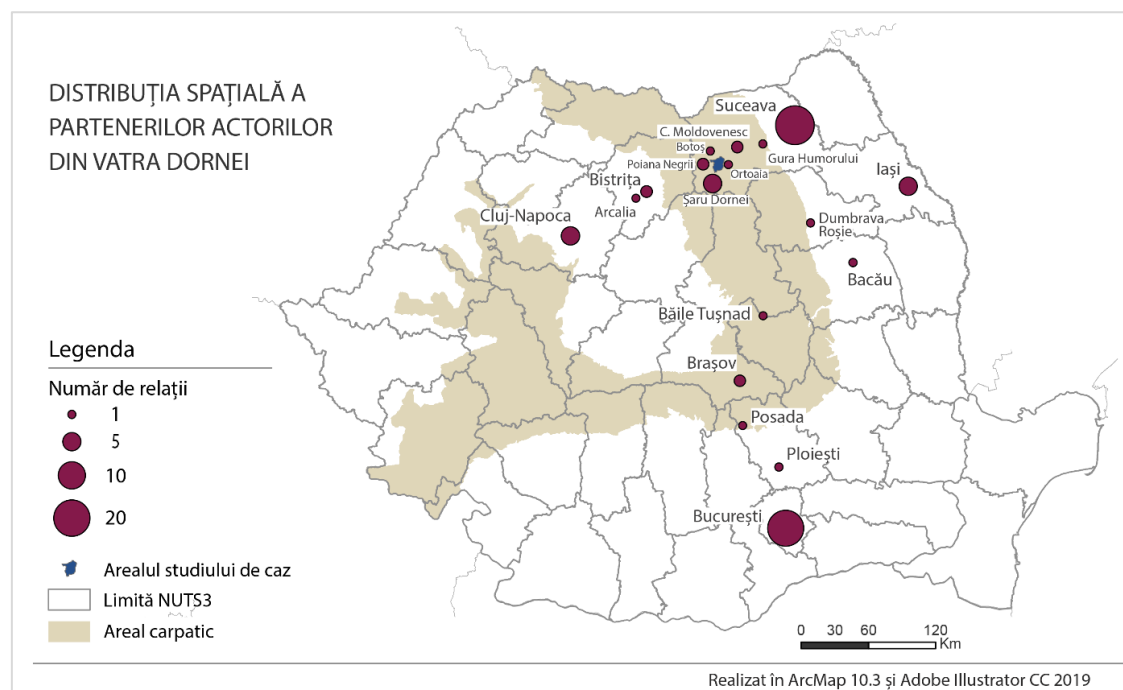 DISTRIBUȚIA SPAȚIALĂ A
PARTENERILOR ACTORILOR
DIN VATRA DORNEI
Suceava
C. Moldovenesc
Botoș
Gura Humorului
Poiana Negrii
Ortoaia
Iași
Bistrița
Șaru Dornei
Arcalia
Cluj-Napoca
Dumbrava
Roșie
Bacău
Băile Tușnad
Brașov
Posada
Ploiești
București
Legenda
Număr de relații
1
5
10
20
Arealul studiului de caz
Limită NUTS3
Areal carpatic
0 30 60 120
Km
Realizat în ArcMap 10.3 și Adobe Illustrator CC 2019